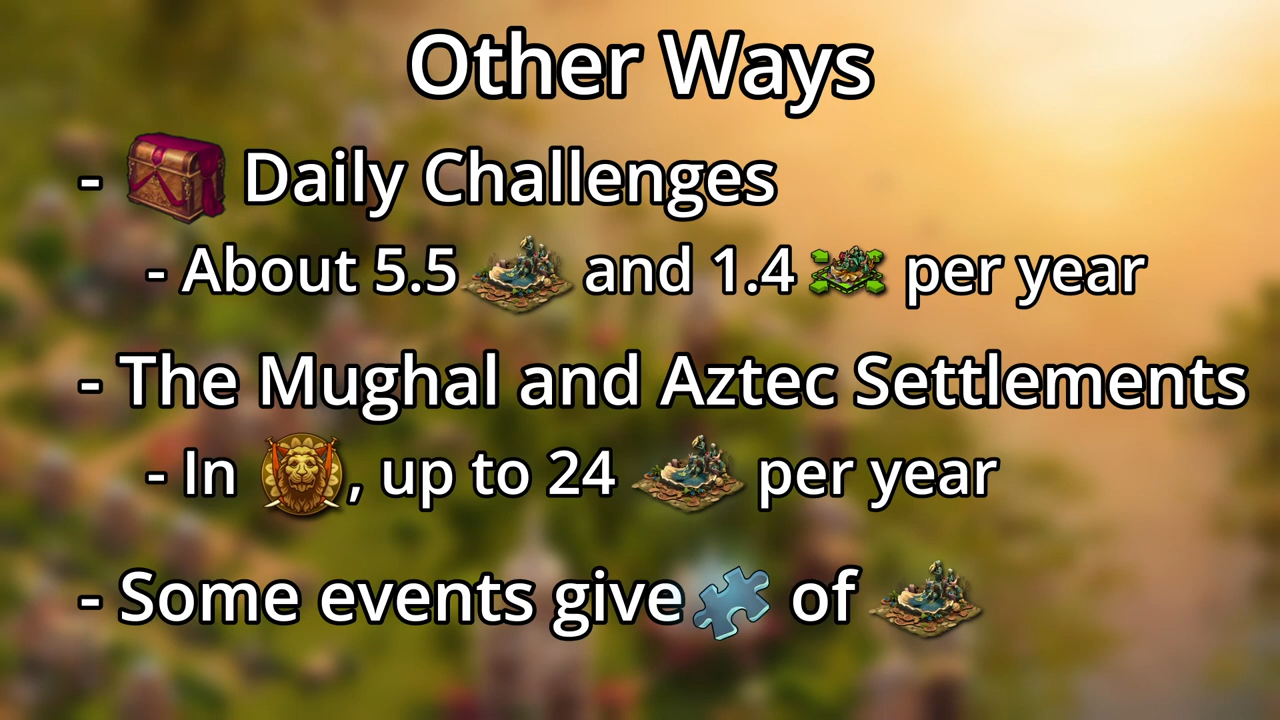 Other Ways
- Daily Challenges
- About 5.5 and 1.4 per year
- The Mughal and Aztec Settlements
- In , up to 24 per year
- Some events give of